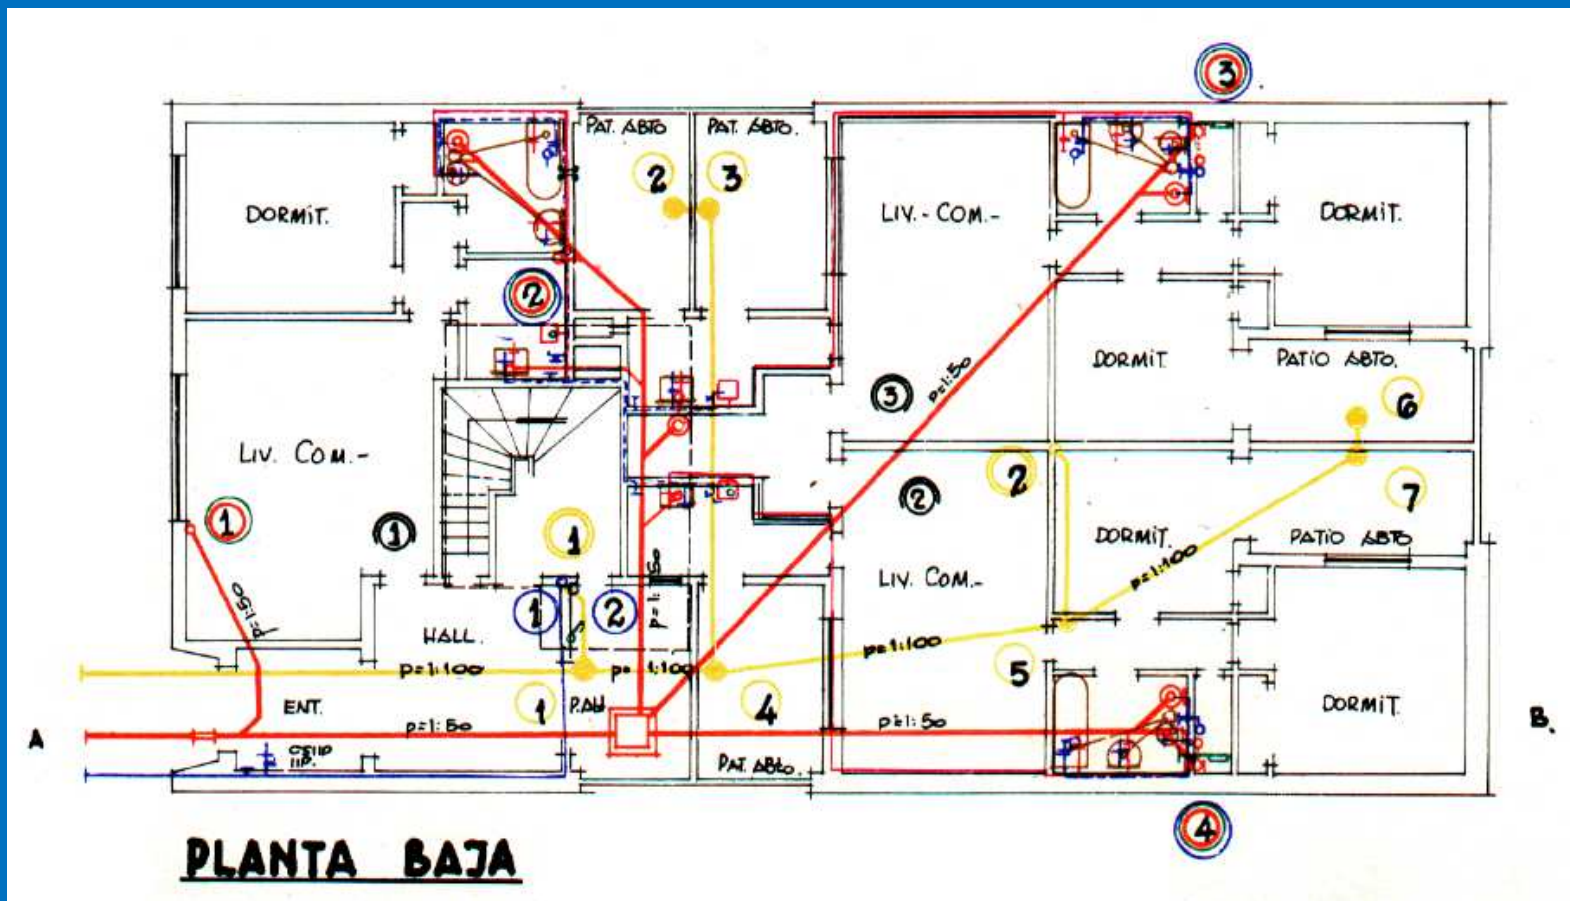 3
PAT. ABTO
PAT. ABTO.
2
3
DORMIT.
LIV.- COM.-
DORMIT.
2
p=1:50
DORMIT
PATIO ABTO.
3
6
LIV. COM.-
2
2
7
1
1
1
DORMIT.
PATIO ABTO
p=1:50
p=1:50
LIV. COM.-
p=1:100
1
2
HALL.
p=1:100
p= 1:100
p=1:100
5
ENT.
1
P.Abt
4
DORMIT.
p=1:50
p=1:50
A
B.
PAT. ABto.
4
PLANTA BAJA